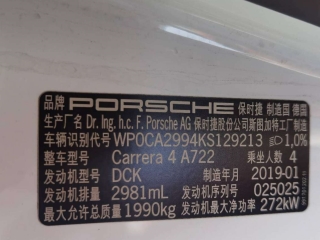 品牌 PORSCHE 保时捷 制造国 德国
生产厂名 Dr. Ing. h.c. F. Porsche AG 保时捷股份公司斯图加特工厂制造
车辆识别代号 WP0CA2994KS129213 1,0%
整车型号 Carrera 4 A722 乘坐人数 4
发动机型号 DCK 制造年月 2019-01
发动机排量 2981mL 发动机序列号 025025
最大允许总质量 1990kg 发动机最大净功率 272kW